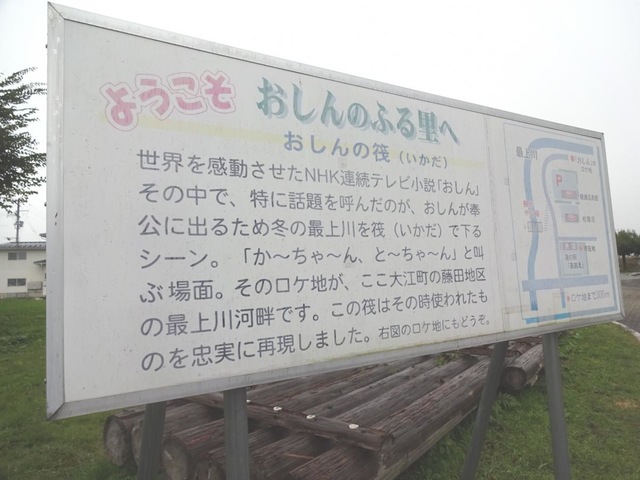 ようこそ おしんのふる里へ
おしんの筏（いかだ）
世界を感動させたNHK連続テレビ小説「おしん」
その中で、特に話題を呼んだのが、おしんが奉
公に出るため冬の最上川を筏（いかだ）で下る
シーン。「か〜ちゃ〜ん、と〜ちゃ〜ん」と叫
ぶ場面。そのロケ地が、ここ大江町の藤田地区
の最上川河畔です。この筏はその時使われたも
のを忠実に再現しました。右図のロケ地にもどうぞ。
最上川
ロケ地
P